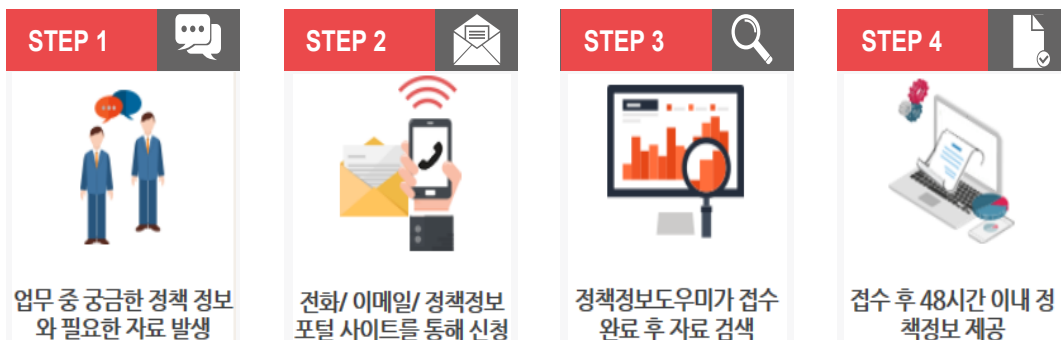 STEP 1
업무 중 궁금한 정책 정보
와 필요한 자료 발생
STEP 2
전화/ 이메일/ 정책정보
포털 사이트를 통해 신청
STEP 3
정책정보도우미가 접수
완료 후 자료 검색
STEP 4
접수 후 48시간 이내 정
책정보 제공